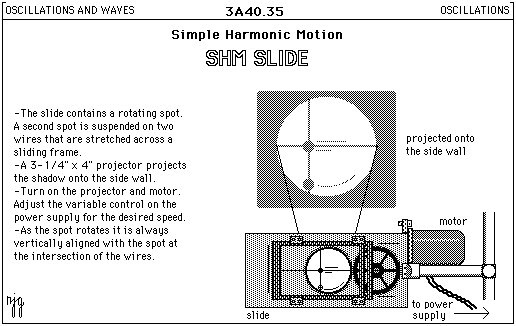 OSCILLATIONS AND WAVES
3A40.35
OSCILLATIONS
Simple Harmonic Motion
SHM SLIDE
-The slide contains a rotating spot.
A second spot is suspended on two
wires that are stretched across a
sliding frame.
-A 3-1/4" x 4" projector projects
the shadow onto the side wall.
-Turn on the projector and motor.
Adjust the variable control on the
power supply for the desired speed.
-As the spot rotates it is always
vertically aligned with the spot at
the intersection of the wires.
projected onto
the side wall
motor
to power
supply
slide
njg